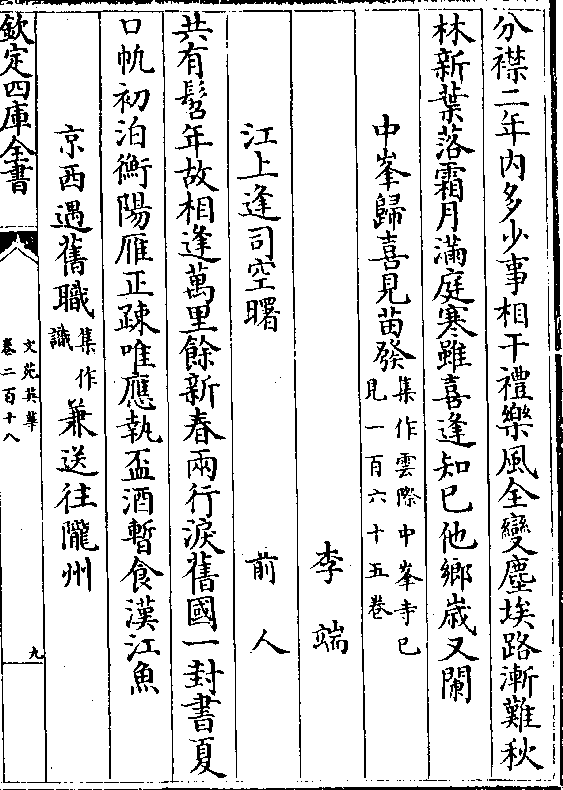 分襟二年内多少事相干禮樂風全變塵埃路漸難秋
林新葉落霜月滿庭寒雖喜逢知已他鄉歳又闌
中峯歸喜見苗發集作雲際中峯寺已見一百六十五卷
李端
江上逢司空曙　前人
共有髫年故相逢萬里餘新春兩行淚舊國一封書夏
口帆初泊衡陽雁正疎唯應執盃酒暫食漢江魚
京西遇舊職集作識兼送往隴州
欽定四庫全書
文苑英華
卷二百十八
九